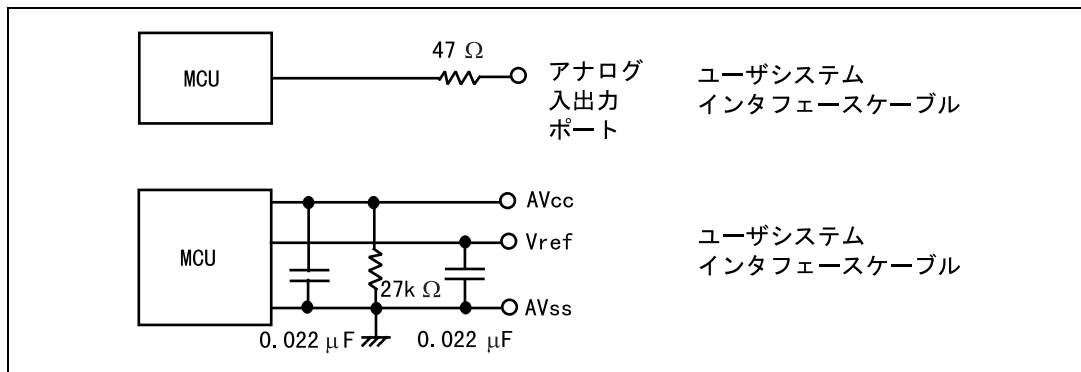 47 Ω
MCU
アナログ
入出力
ポート
ユーザシステム
インタフェースケーブル
AVcc
Vref
MCU
ユーザシステム
インタフェースケーブル
27k Ω
AVss
0.022 μF
0.022 μF